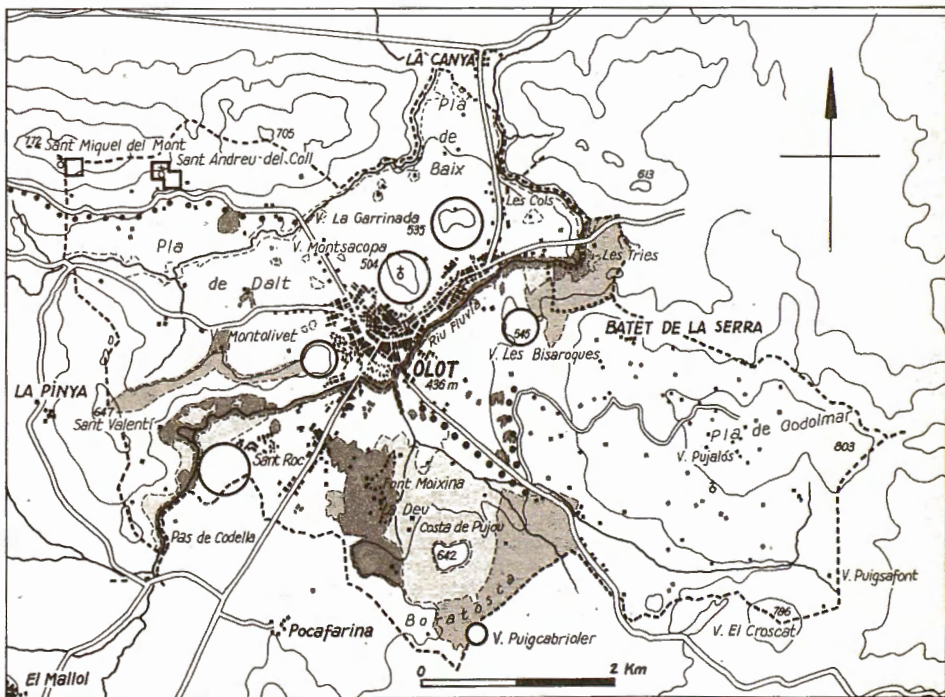 LA CANYA
Pla
de
Baix
772
Sant Miquel del Mont
705
Sant Andreu del Coll
613
Les Cols
V. La Garrinada
535
Pla
V. Montsacopa
504
de Dalt
Les Tries
Riu Fluvià
545
BATET DE LA SERRA
V. Montolivet
V. Les Bisaroques
OLOT
436 m
LA PINYA
647
Sant Valentí
Pla de Godolmar
V. Pujalós
803
Sant Roc
Font Moixina
La Deu
Costa de Pujou
642
Pas de Codella
V. Puigsafont
Boratosca
786
V. El Croscat
Pocafarina
V. Puigcabrioler
0 2 Km
El Mallol